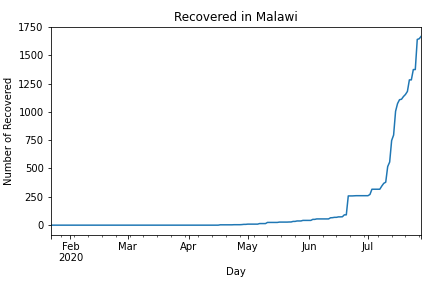 Recovered in Malawi
Number of Recovered
1750
1500
1250
1000
750
500
250
0
Feb
2020
Mar
Apr
May
Jun
Jul
Day